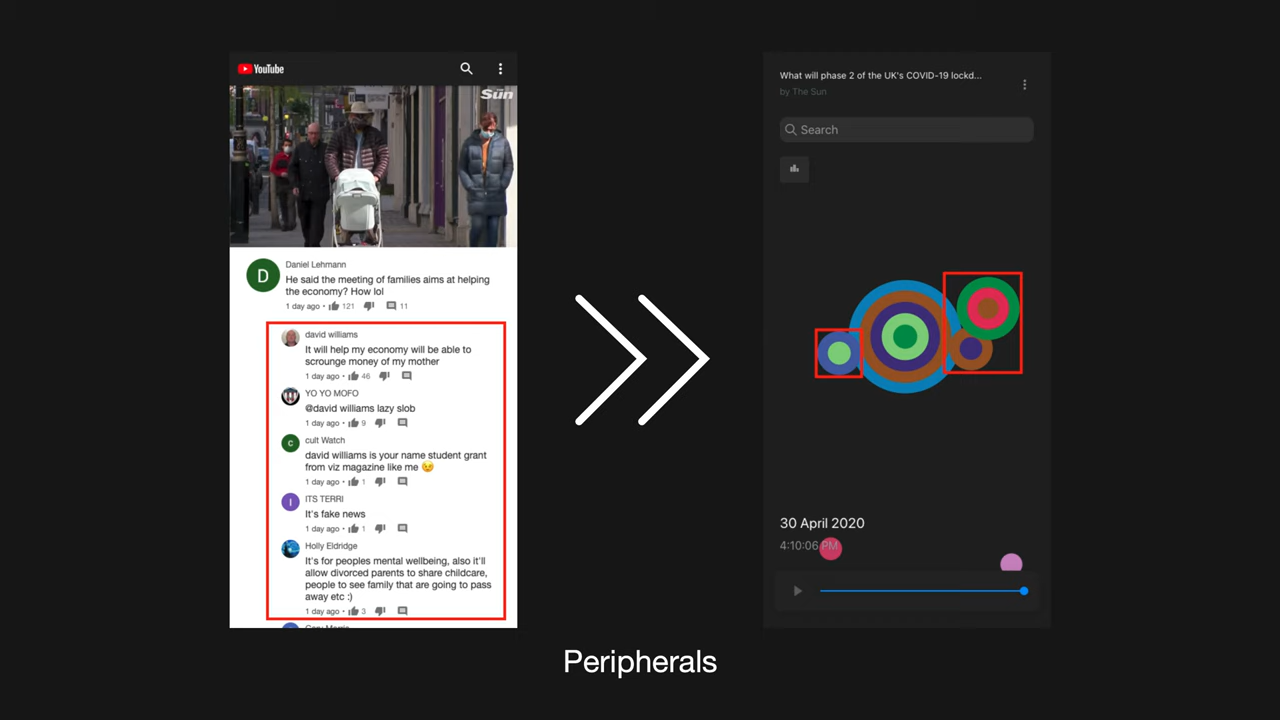 YouTube
The Sun
D
Daniel Lehmann
He said the meeting of families aims at helping
the economy? How lol
1 day ago • 121 11
david williams
It will help my economy will be able to
scrounge money of my mother
1 day ago • 46
YO YO MOFO
@david williams lazy slob
1 day ago • 9
C
cult Watch
david williams is your name student grant
from viz magazine like me 😉
1 day ago • 1
I
ITS TERRI
It's fake news
1 day ago • 1
Holly Eldridge
It's for peoples mental wellbeing, also it'll
allow divorced parents to share childcare,
people to see family that are going to pass
away etc :)
1 day ago • 3
What will phase 2 of the UK's COVID-19 lockd...
by The Sun
Search
30 April 2020
4:10:06 PM
Peripherals